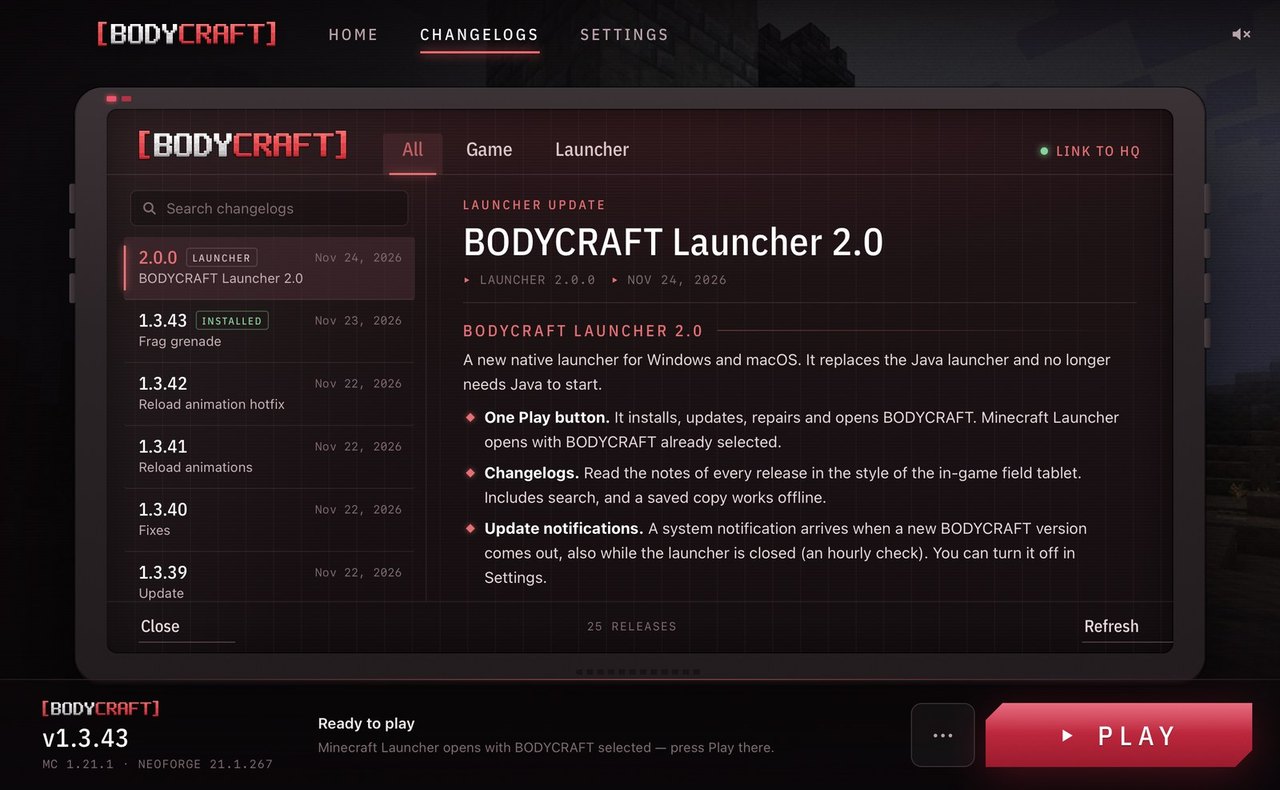 [BODYCRAFT]
HOME
CHANGELOGS
SETTINGS
[BODYCRAFT]
All
Game
Launcher
LINK TO HQ
Search changelogs
2.0.0 LAUNCHER Nov 24, 2026
BODYCRAFT Launcher 2.0
1.3.43 INSTALLED Nov 23, 2026
Frag grenade
1.3.42 Nov 22, 2026
Reload animation hotfix
1.3.41 Nov 22, 2026
Reload animations
1.3.40 Nov 22, 2026
Fixes
1.3.39 Nov 22, 2026
Update
LAUNCHER UPDATE
BODYCRAFT Launcher 2.0
LAUNCHER 2.0.0 NOV 24, 2026
BODYCRAFT LAUNCHER 2.0
A new native launcher for Windows and macOS. It replaces the Java launcher and no longer
needs Java to start.
One Play button. It installs, updates, repairs and opens BODYCRAFT. Minecraft Launcher
opens with BODYCRAFT already selected.
Changelogs. Read the notes of every release in the style of the in-game field tablet.
Includes search, and a saved copy works offline.
Update notifications. A system notification arrives when a new BODYCRAFT version
comes out, also while the launcher is closed (an hourly check). You can turn it off in
Settings.
Close
25 RELEASES
Refresh
[BODYCRAFT]
v1.3.43
MC 1.21.1 · NEOFORGE 21.1.267
Ready to play
Minecraft Launcher opens with BODYCRAFT selected — press Play there.
PLAY